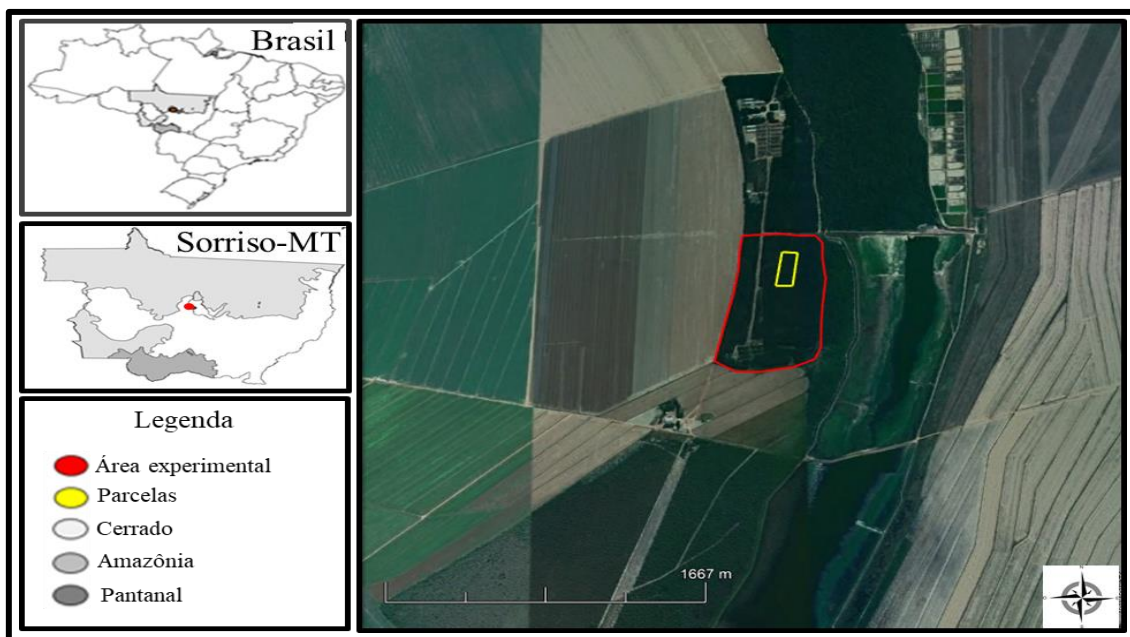 Brasil
Sorriso-MT
Legenda
Área experimental
Parcelas
Cerrado
Amazônia
Pantanal
1667 m